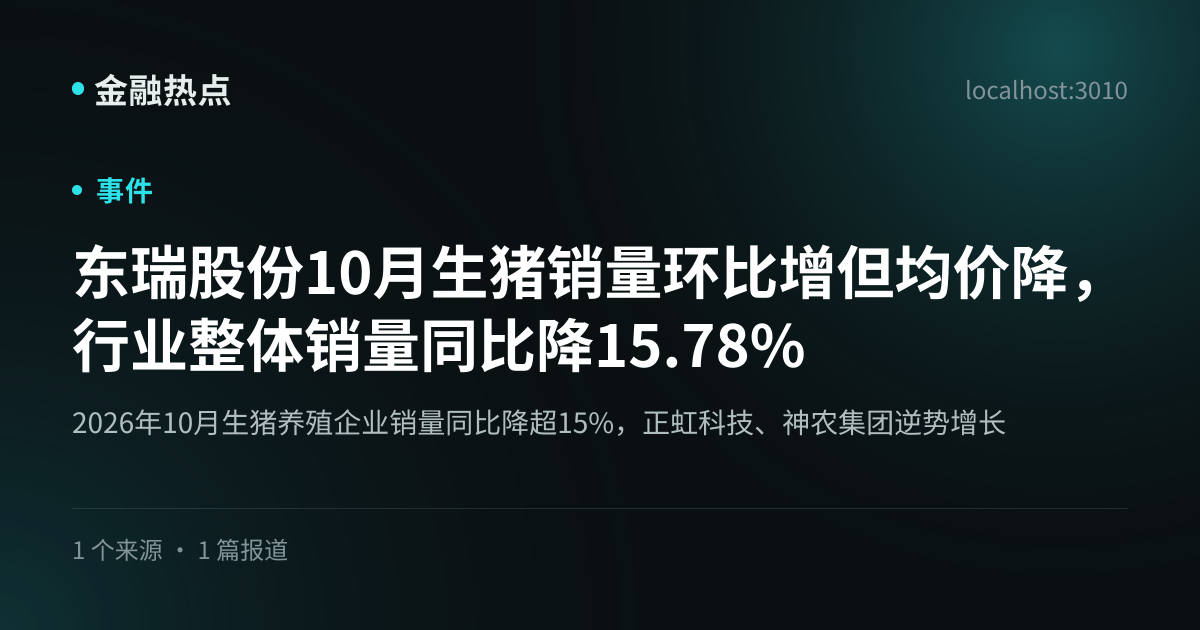 金融热点
localhost:3010
事件
东瑞股份10月生猪销量环比增但均价降，
行业整体销量同比降15.78%
2026年10月生猪养殖企业销量同比降超15%，正虹科技、神农集团逆势增长
1 个来源 · 1 篇报道